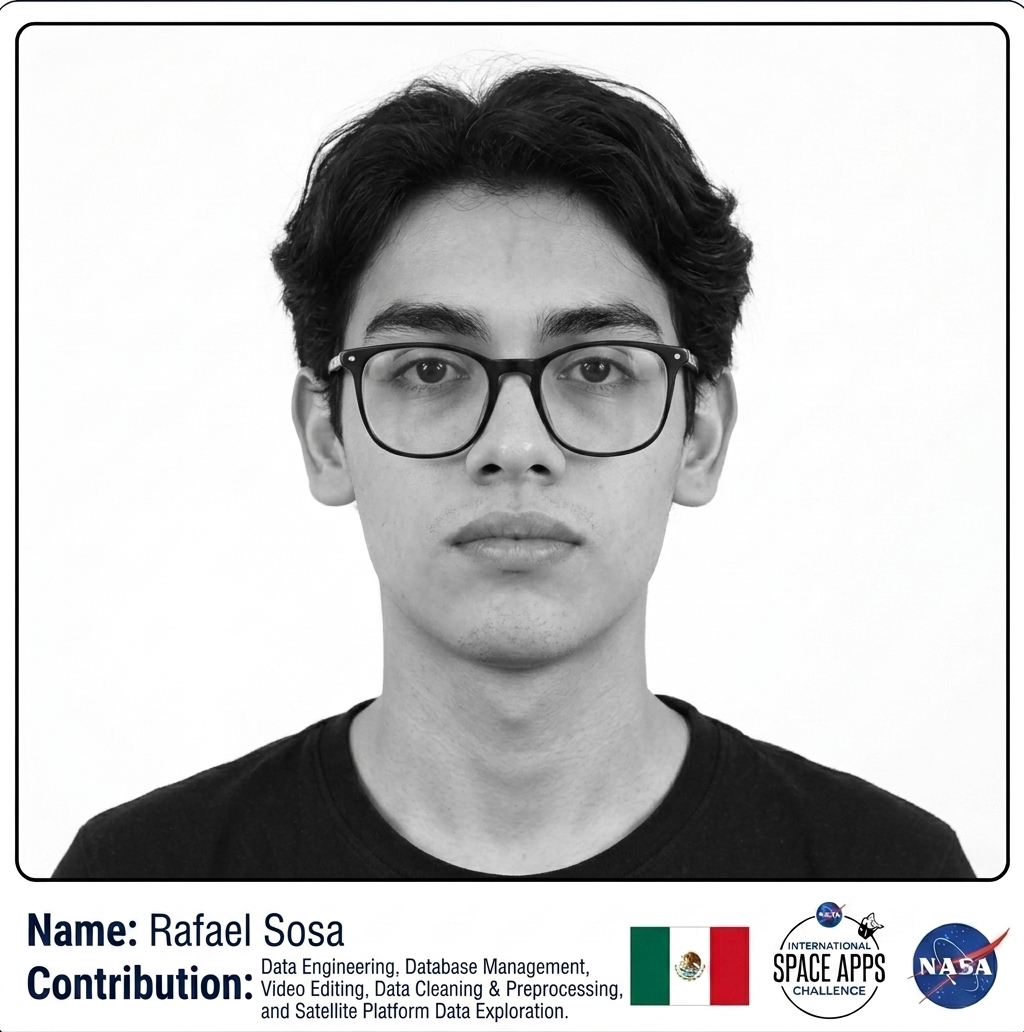 Name: Rafael Sosa
Contribution: Data Engineering, Database Management,
Video Editing, Data Cleaning & Preprocessing,
and Satellite Platform Data Exploration.
INTERNATIONAL
SPACE APPS
CHALLENGE
NASA